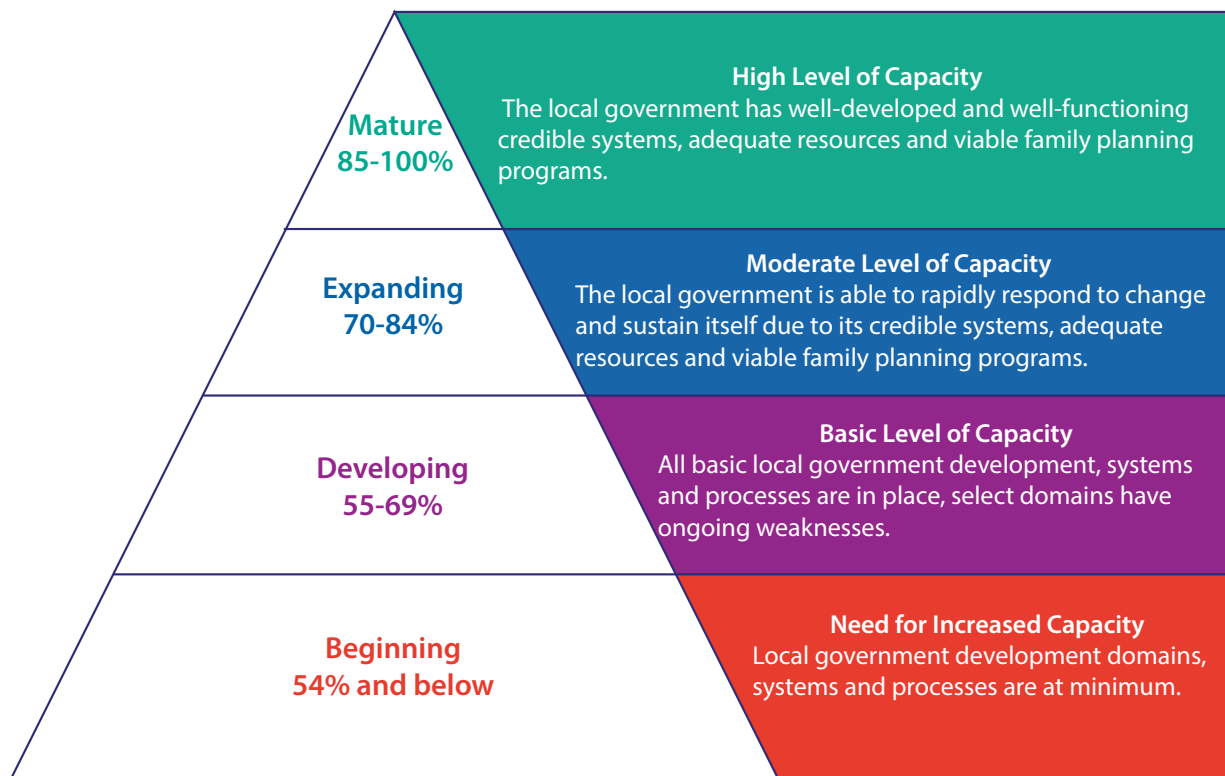 Mature
85-100%
High Level of Capacity
The local government has well-developed and well-functioning
credible systems, adequate resources and viable family planning
programs.
Expanding
70-84%
Moderate Level of Capacity
The local government is able to rapidly respond to change
and sustain itself due to its credible systems, adequate
resources and viable family planning programs.
Developing
55-69%
Basic Level of Capacity
All basic local government development, systems
and processes are in place, select domains have
ongoing weaknesses.
Beginning
54% and below
Need for Increased Capacity
Local government development domains,
systems and processes are at minimum.